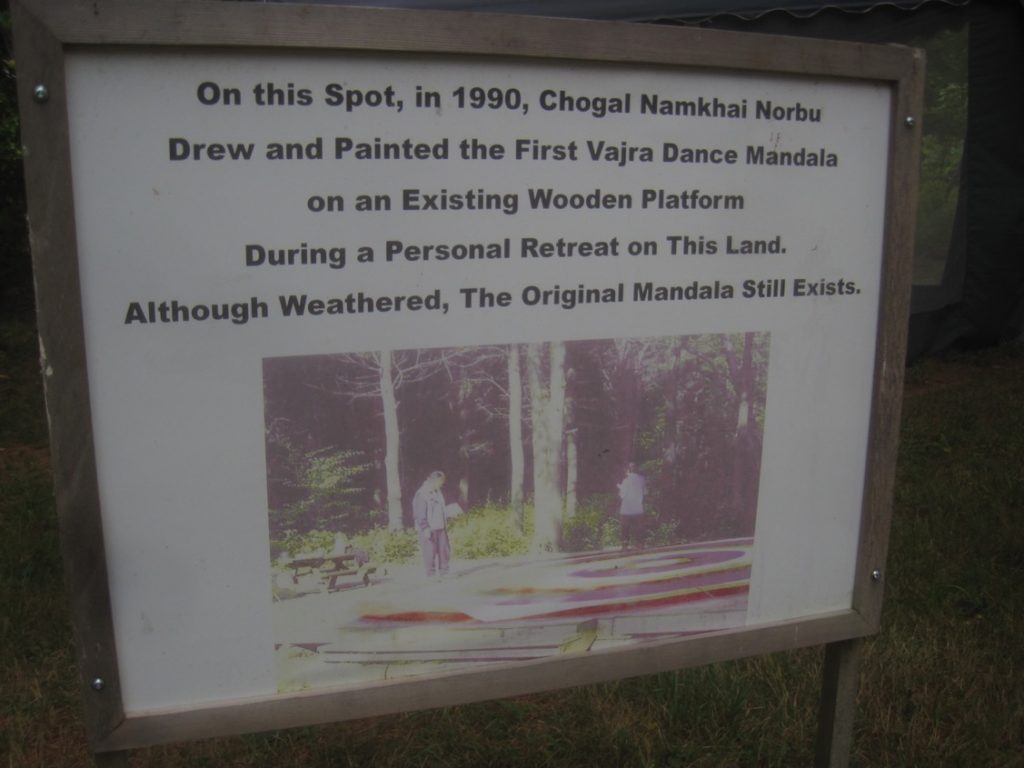 On this Spot, in 1990, Chogal Namkhai Norbu
Drew and Painted the First Vajra Dance Mandala
on an Existing Wooden Platform
During a Personal Retreat on This Land.
Although Weathered, The Original Mandala Still Exists.